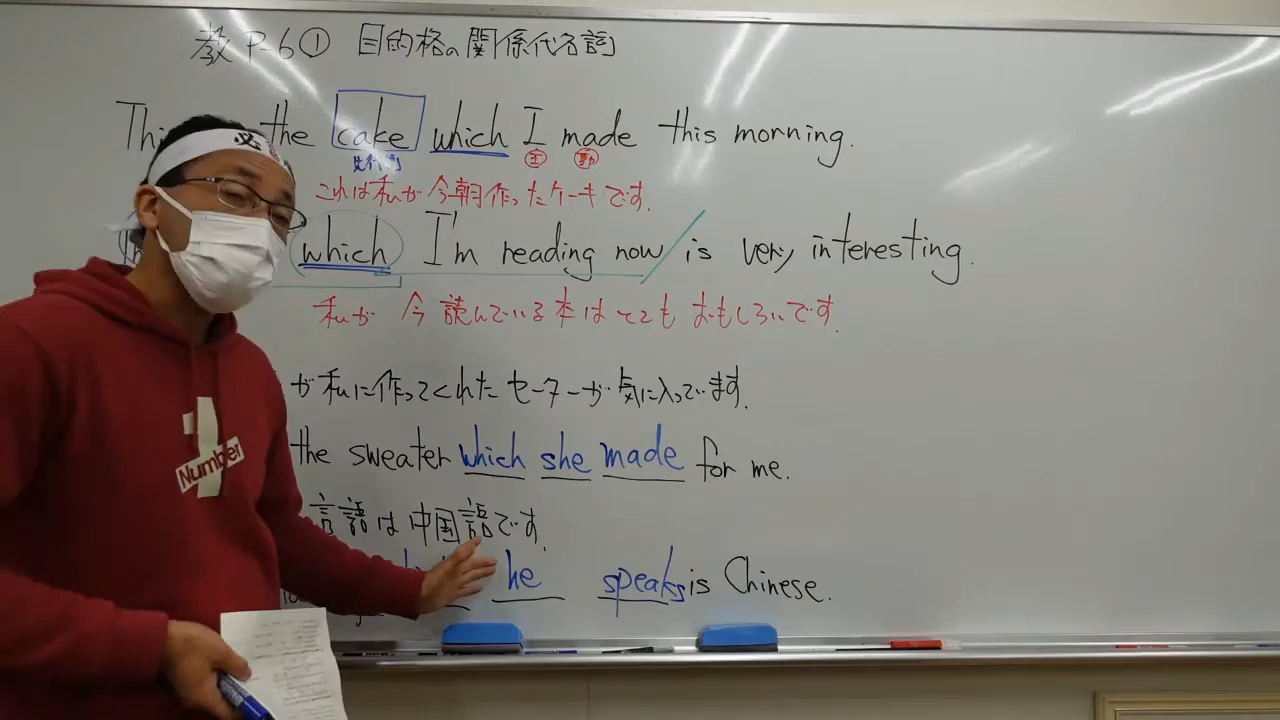 教 P-6① 目的格の関係代名詞
Thi the cake which I made this morning.
先行詞 主 動
これは私が今朝作ったケーキです.
which I'm reading now / is very interesting.
私が 今 読んでいる本は とても おもしろいです.
が私に作ってくれたセーターが気に入っています.
the sweater which she made for me.
言語は中国語です.
he speaks is Chinese.
必
Number